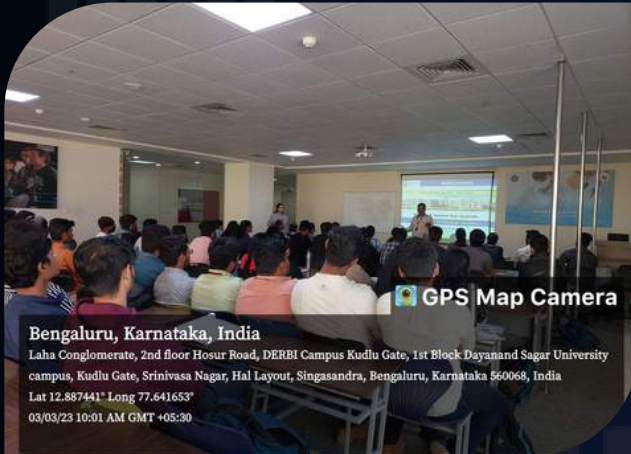 GPS Map Camera
Bengaluru, Karnataka, India
Laha Conglomerate, 2nd floor Hosur Road, DERBI Campus Kudlu Gate, 1st Block Dayanand Sagar University
campus, Kudlu Gate, Srinivasa Nagar, Hal Layout, Singasandra, Bengaluru, Karnataka 560068, India
Lat 12.887441° Long 77.641653°
03/03/23 10:01 AM GMT +05:30